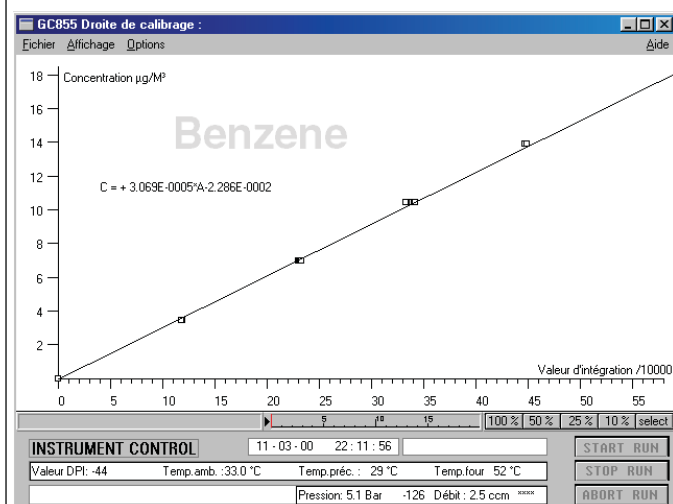 GC855 Droite de calibrage :
Fichier Affichage Options Aide
Concentration µg/M³
Benzene
C = + 3.069E-0005*A-2.286E-0002
18
16
14
12
10
8
6
4
2
Valeur d'intégration /10000
0 5 10 15 20 25 30 35 40 45 50 55
5 10 15 100 % 50 % 25 % 10 % select
INSTRUMENT CONTROL 11 - 03 - 00 22 : 11 : 56 START RUN
Valeur DPI: -44 Temp.amb. :33.0 °C Temp.préc. : 29 °C Temp.four 52 °C STOP RUN
Pression: 5.1 Bar -126 Débit : 2.5 ccm **** ABORT RUN